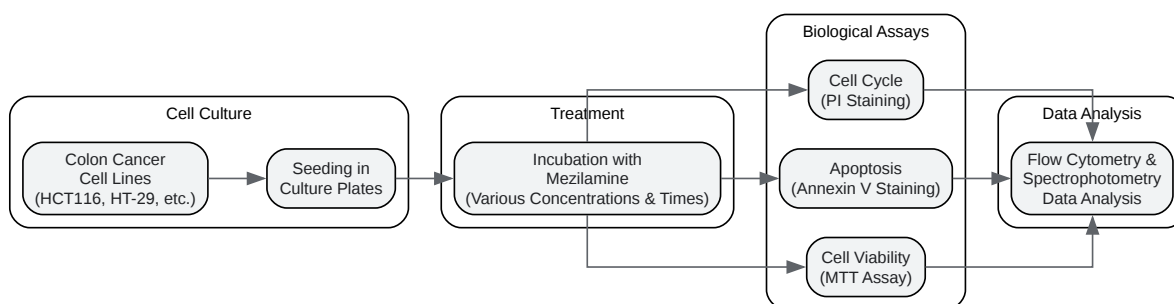 Cell Culture
Colon Cancer
Cell Lines
(HCT116, HT-29, etc.)
Seeding in
Culture Plates
Treatment
Incubation with
Mezilamine
(Various Concentrations & Times)
Biological Assays
Cell Cycle
(PI Staining)
Apoptosis
(Annexin V Staining)
Cell Viability
(MTT Assay)
Data Analysis
Flow Cytometry &
Spectrophotometry
Data Analysis